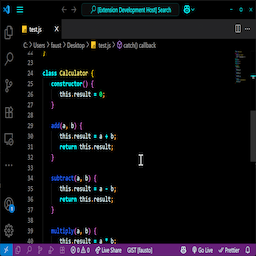 [Extension Development Host] Search
test.js
C: > Users > faust > Desktop > test.js > catch() callback
22 }
23
24 class Calculator {
25 constructor() {
26 this.result = 0;
27 }
28
29 add(a, b) {
30 this.result = a + b;
31 return this.result;
32 }
33
34 subtract(a, b) {
35 this.result = a - b;
36 return this.result;
37 }
38
39 multiply(a, b) {
40 this.result = a * b;
0 0 Live Share GIST (fausto) Go Live Prettier